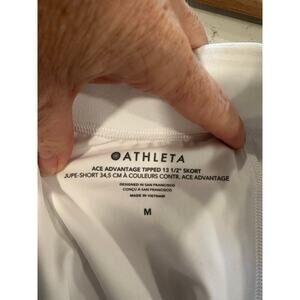 ATHLETA
ACE ADVANTAGE TIPPED 13 1/2" SKORT
JUPE-SHORT 34,5 CM À COULEURS CONTR. ACE ADVANTAGE
DESIGNED IN SAN FRANCISCO
CONÇU À SAN FRANCISCO
MADE IN VIETNAM
M